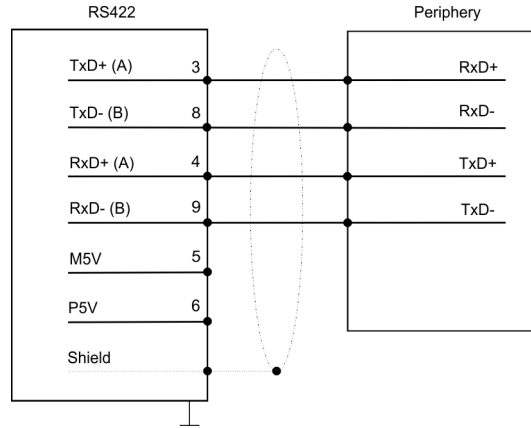 RS422 Periphery
TxD+ (A) 3 RxD+
TxD- (B) 8 RxD-
RxD+ (A) 4 TxD+
RxD- (B) 9 TxD-
M5V 5
P5V 6
Shield